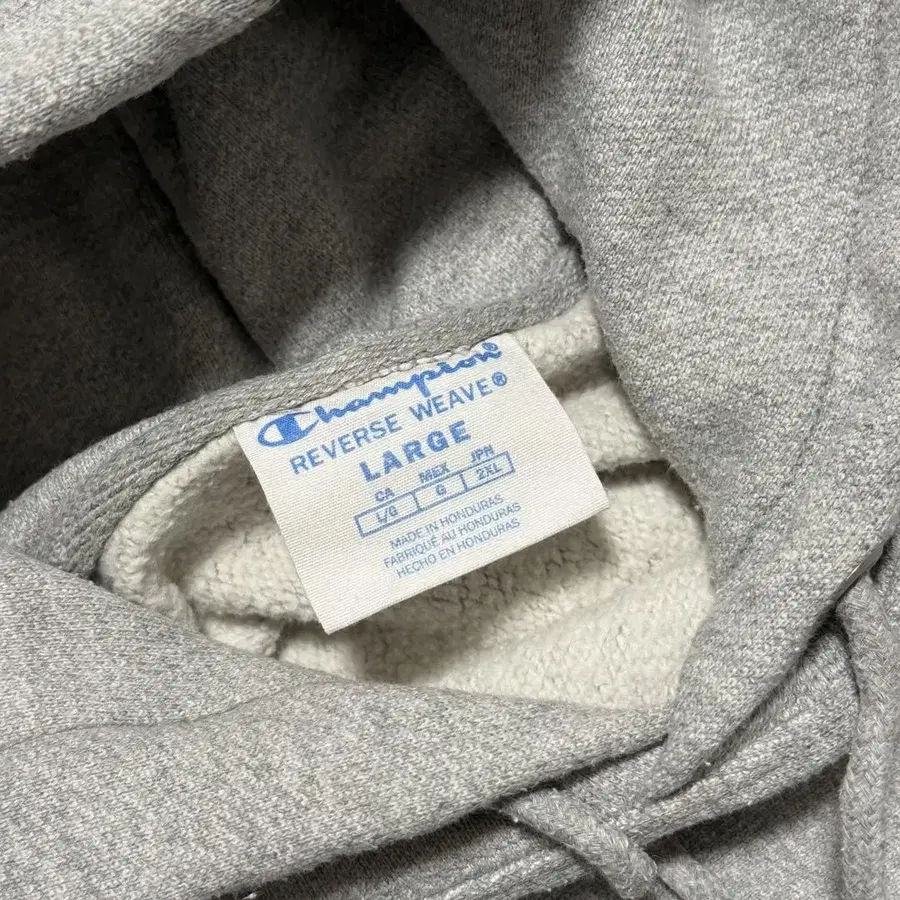 Champion®
REVERSE WEAVE®
LARGE
CA MEX JPN
L/G G 2XL
MADE IN HONDURAS
FABRIQUÉ AU HONDURAS
HECHO EN HONDURAS